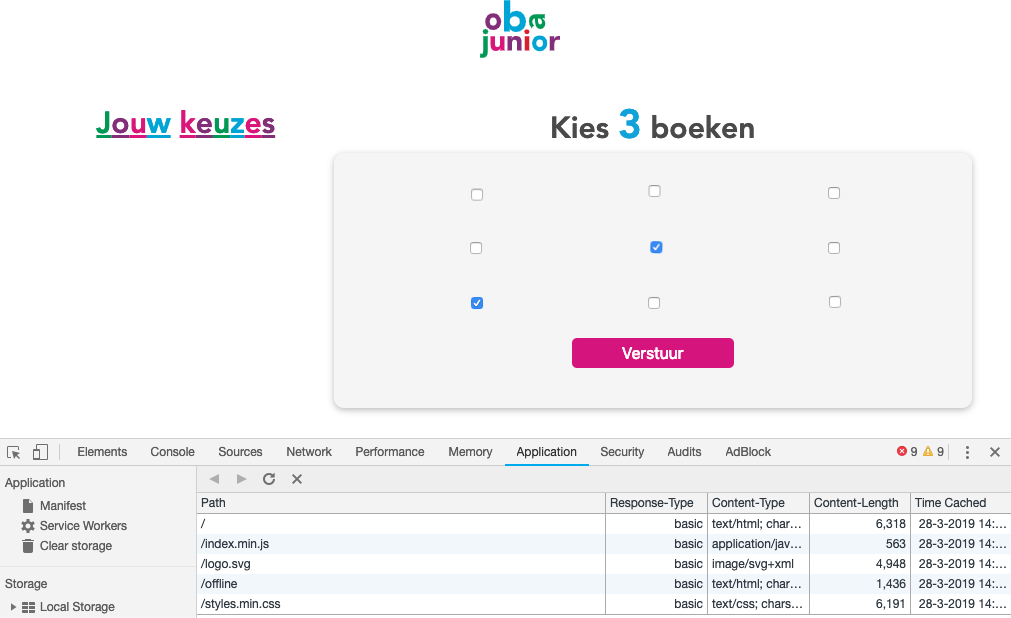 oba
junior
Jouw keuzes
Kies 3 boeken
Verstuur
Elements Console Sources Network Performance Memory Application Security Audits AdBlock 9 9
Application
Manifest
Service Workers
Clear storage
Storage
Local Storage
Path Response-Type Content-Type Content-Length Time Cached
/ basic text/html; char... 6,318 28-3-2019 14:...
/index.min.js basic application/jav... 563 28-3-2019 14:...
/logo.svg basic image/svg+xml 4,948 28-3-2019 14:...
/offline basic text/html; char... 1,436 28-3-2019 14:...
/styles.min.css basic text/css; chars... 6,191 28-3-2019 14:...